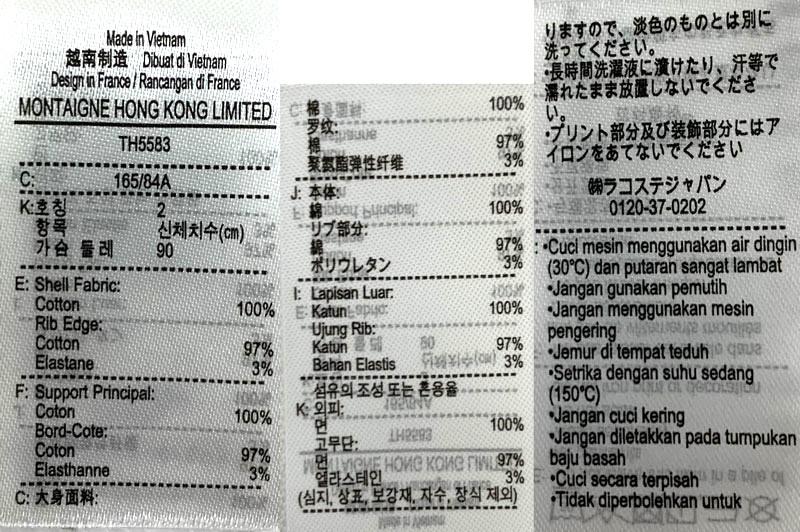 Made in Vietnam
越南制造 Dibuat di Vietnam
Design in France / Rancangan di France
MONTAIGNE HONG KONG LIMITED
TH5583
C: 165/84A
K:호칭 2
항목 신체치수(cm)
가슴 둘레 90
E: Shell Fabric:
Cotton 100%
Rib Edge:
Cotton 97%
Elastane 3%
F: Support Principal:
Coton 100%
Bord-Cote:
Coton 97%
Elasthanne 3%
C: 大身面料:
棉 100%
罗纹:
棉 97%
聚氨酯弹性纤维 3%
J: 本体:
綿 100%
リブ部分:
綿 97%
ポリウレタン 3%
I: Lapisan Luar:
Katun 100%
Ujung Rib:
Katun 97%
Bahan Elastis 3%
섬유의 조성 또는 혼용율
K: 외피:
면 100%
고무단:
면 97%
엘라스테인 3%
(심지, 상표, 보강재, 자수, 장식 제외)
りますので、淡色のものとは別に
洗ってください。
•長時間洗濯液に漬けたり、汗等で
濡れたまま放置しないでくださ
い。
•プリント部分及び装飾部分にはア
イロンをあてないでください
㈱ラコステジャパン
0120-37-0202
: •Cuci mesin menggunakan air dingin
(30°C) dan putaran sangat lambat
•Jangan gunakan pemutih
•Jangan menggunakan mesin
pengering
•Jemur di tempat teduh
•Setrika dengan suhu sedang
(150°C)
•Jangan cuci kering
•Jangan diletakkan pada tumpukan
baju basah
•Cuci secara terpisah
•Tidak diperbolehkan untuk